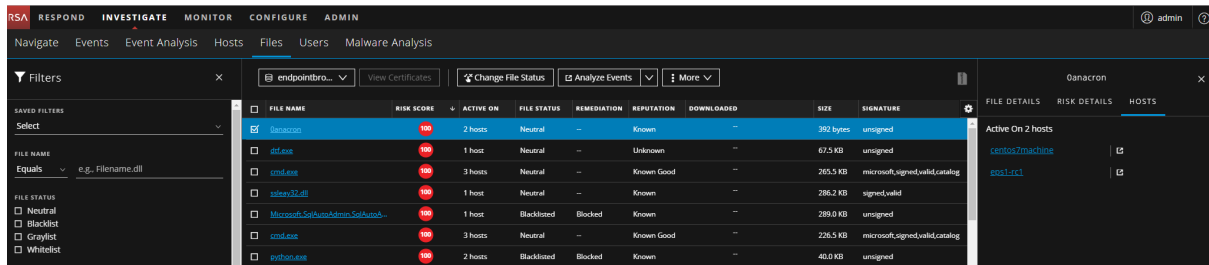 RSA RESPOND INVESTIGATE MONITOR CONFIGURE ADMIN admin
Navigate Events Event Analysis Hosts Files Users Malware Analysis
Filters
SAVED FILTERS
Select
FILE NAME
Equals e.g., Filename.dll
FILE STATUS
Neutral
Blacklist
Graylist
Whitelist
endpointbro... View Certificates Change File Status Analyze Events More
FILE NAME RISK SCORE ACTIVE ON FILE STATUS REMEDIATION REPUTATION DOWNLOADED SIZE SIGNATURE
0anacron 100 2 hosts Neutral -- Known -- 392 bytes unsigned
dtf.exe 100 1 host Neutral -- Unknown -- 67.5 KB unsigned
cmd.exe 100 3 hosts Neutral -- Known Good -- 265.5 KB microsoft,signed,valid,catalog
ssleay32.dll 100 1 host Neutral -- Known -- 286.2 KB signed,valid
Microsoft.SqlAutoAdmin.SqlAutoA... 100 1 host Blacklisted Blocked Known -- 289.0 KB unsigned
cmd.exe 100 3 hosts Neutral -- Known Good -- 226.5 KB microsoft,signed,valid,catalog
python.exe 100 2 hosts Blacklisted Blocked Known -- 40.0 KB unsigned
0anacron
FILE DETAILS RISK DETAILS HOSTS
Active On 2 hosts
centos7machine
eps1-rc1